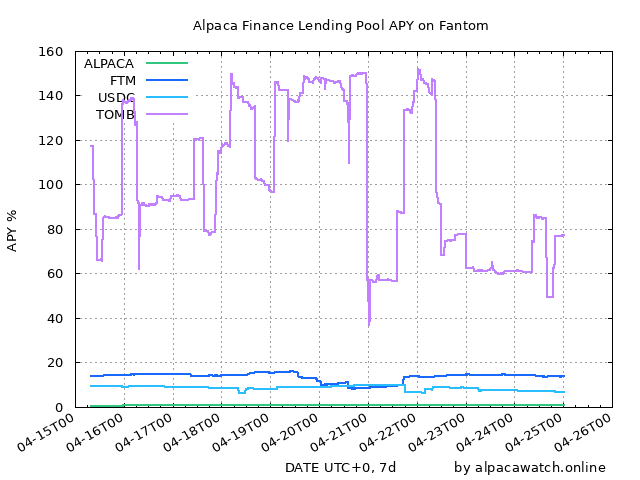 Alpaca Finance Lending Pool APY on Fantom
APY %
160
140
120
100
80
60
40
20
0
ALPACA
FTM
USDC
TOMB
04-15T00
04-16T00
04-17T00
04-18T00
04-19T00
04-20T00
04-21T00
04-22T00
04-23T00
04-24T00
04-25T00
04-26T00
DATE UTC+0, 7d
by alpacawatch.online